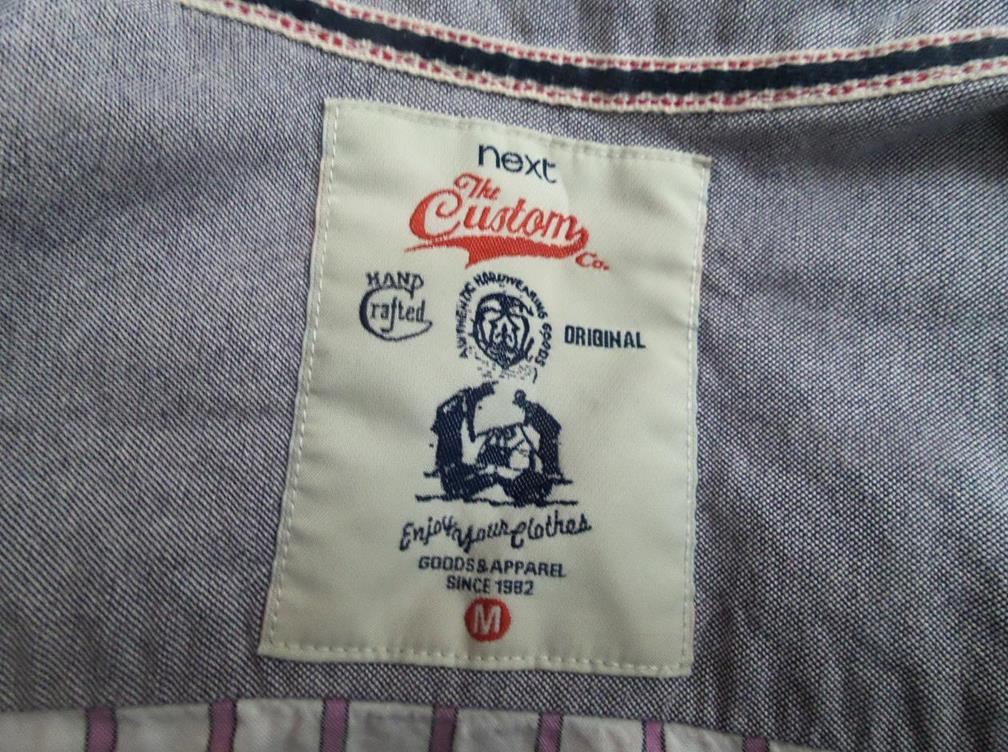 next
The
Custom
Co.
HAND
Crafted
AUTHENTIC HARDWEARING GOODS
ORIGINAL
Enjoy Your Clothes
GOODS & APPAREL
SINCE 1982
M